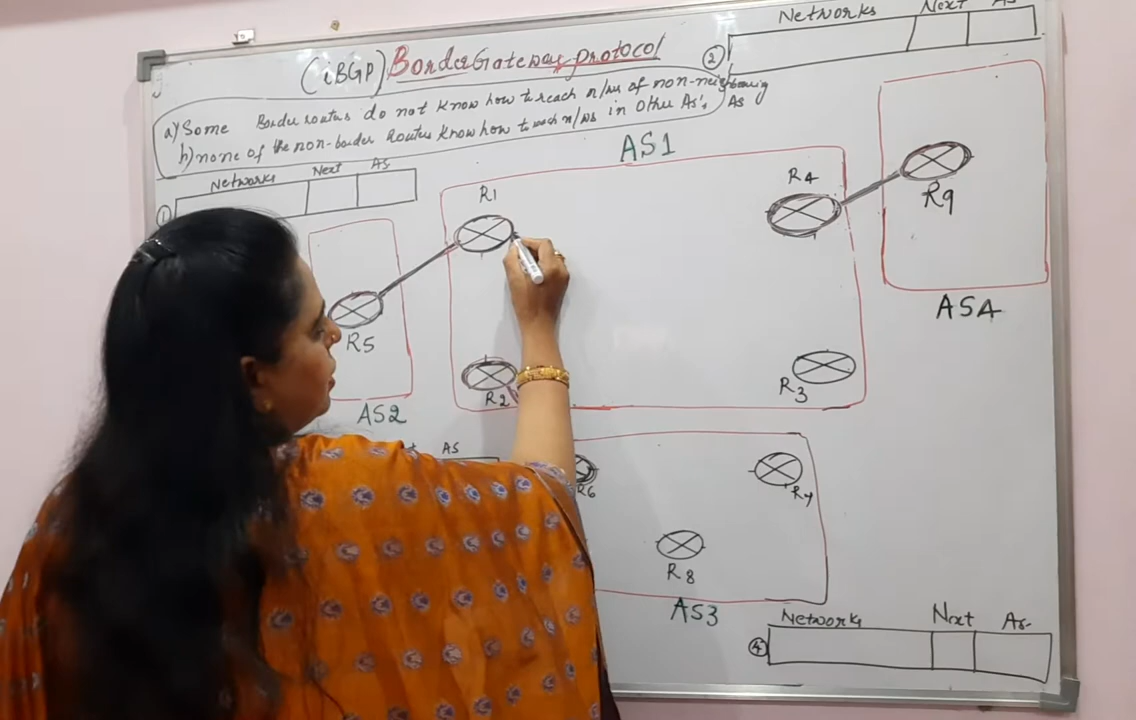 (iBGP) Border Gateway Protocol
a) Some Border routers do not know how to reach n/ws of non-neighbouring AS
b) none of the non-border Routers know how to reach n/ws in Other AS's
② Networks Next As
① Networks Next AS
AS1
R1
R4
R9
R5
AS4
R2
R3
AS2
AS
R6
R7
R8
AS3
④ Networks Next As